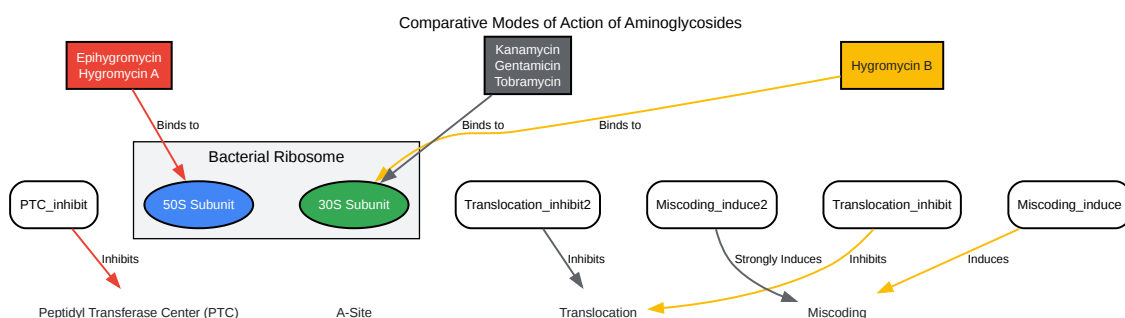 Comparative Modes of Action of Aminoglycosides
Epihygromycin
Hygromycin A
Kanamycin
Gentamicin
Tobramycin
Hygromycin B
Binds to
Binds to
Binds to
Bacterial Ribosome
PTC_inhibit
50S Subunit
30S Subunit
Translocation_inhibit2
Miscoding_induce2
Translocation_inhibit
Miscoding_induce
Inhibits
Inhibits
Strongly Induces
Inhibits
Induces
Peptidyl Transferase Center (PTC)
A-Site
Translocation
Miscoding